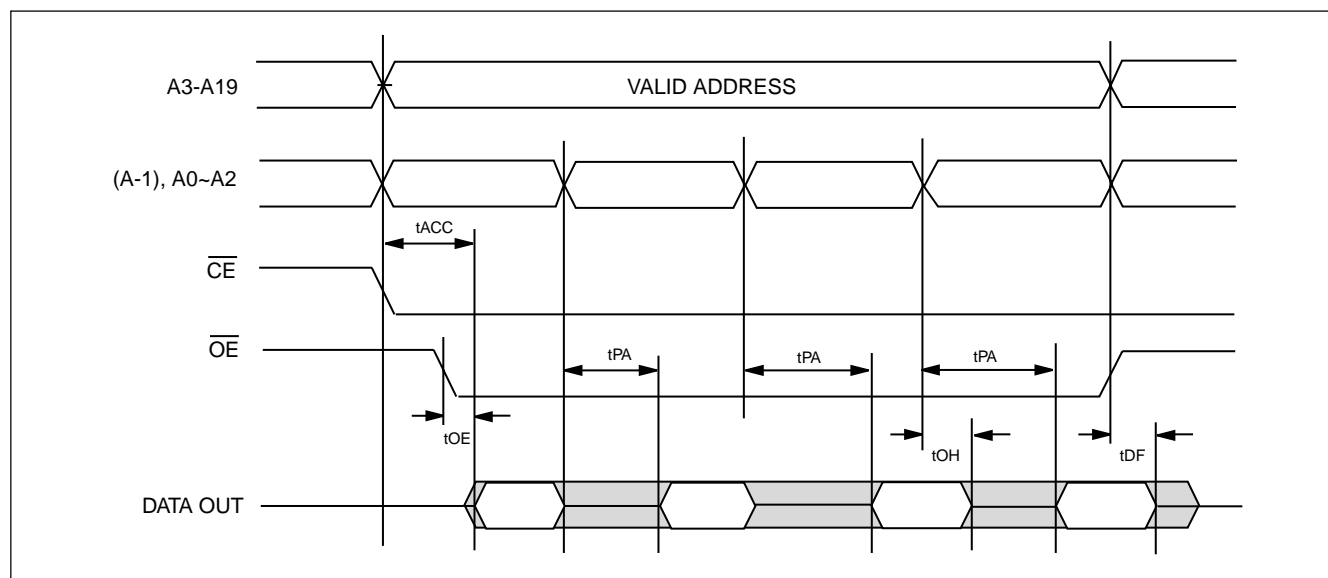 A3-A19
VALID ADDRESS
(A-1), A0~A2
tACC
CE
OE
tPA
tPA
tPA
tOE
tOH
tDF
DATA OUT